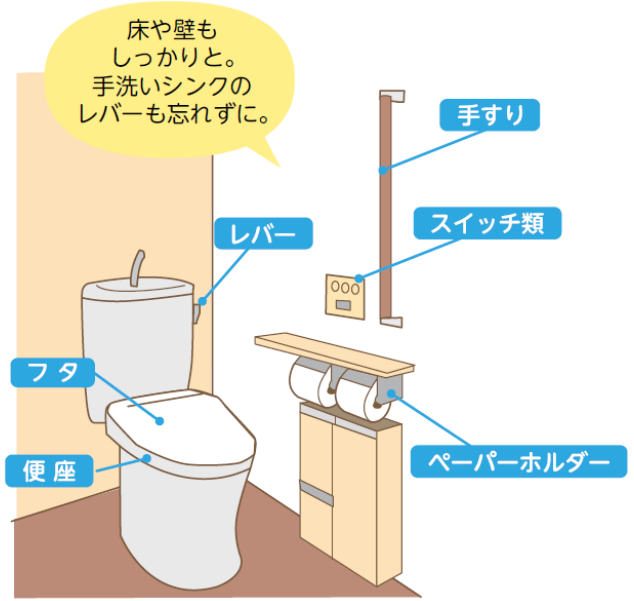 床や壁も
しっかりと。
手洗いシンクの
レバーも忘れずに。
手すり
スイッチ類
レバー
フタ
便座
ペーパーホルダー